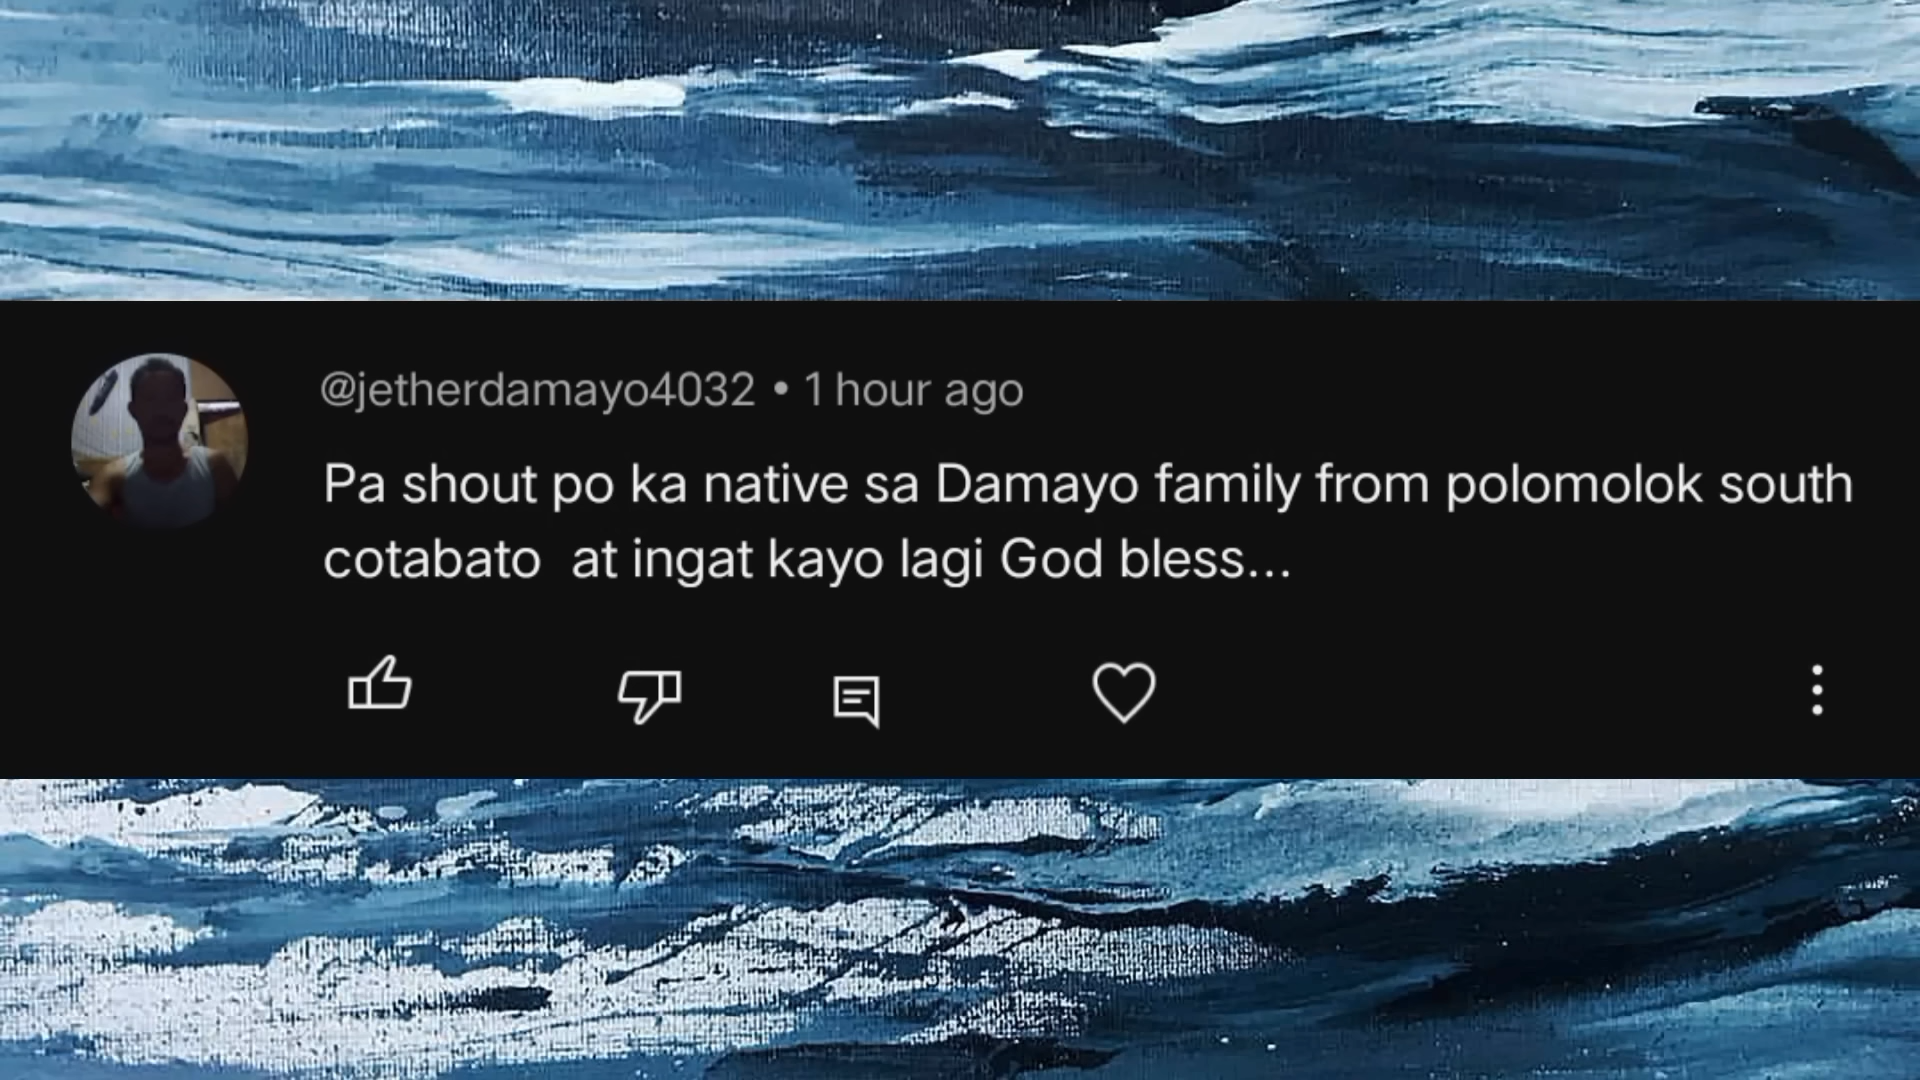 @jetherdamayo4032 • 1 hour ago
Pa shout po ka native sa Damayo family from polomolok south
cotabato  at ingat kayo lagi God bless...